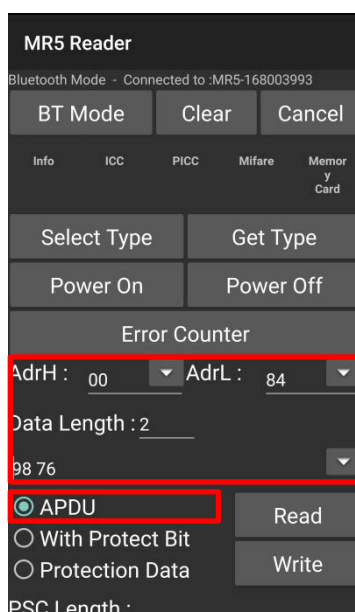 MR5 Reader
Bluetooth Mode - Connected to :MR5-168003993
BT Mode Clear Cancel
Info ICC PICC Mifare Memor
y
Card
Select Type Get Type
Power On Power Off
Error Counter
AdrH : 00 AdrL : 84
Data Length : 2
98 76
APDU
Read
With Protect Bit
Protection Data
Write
PSC Length :